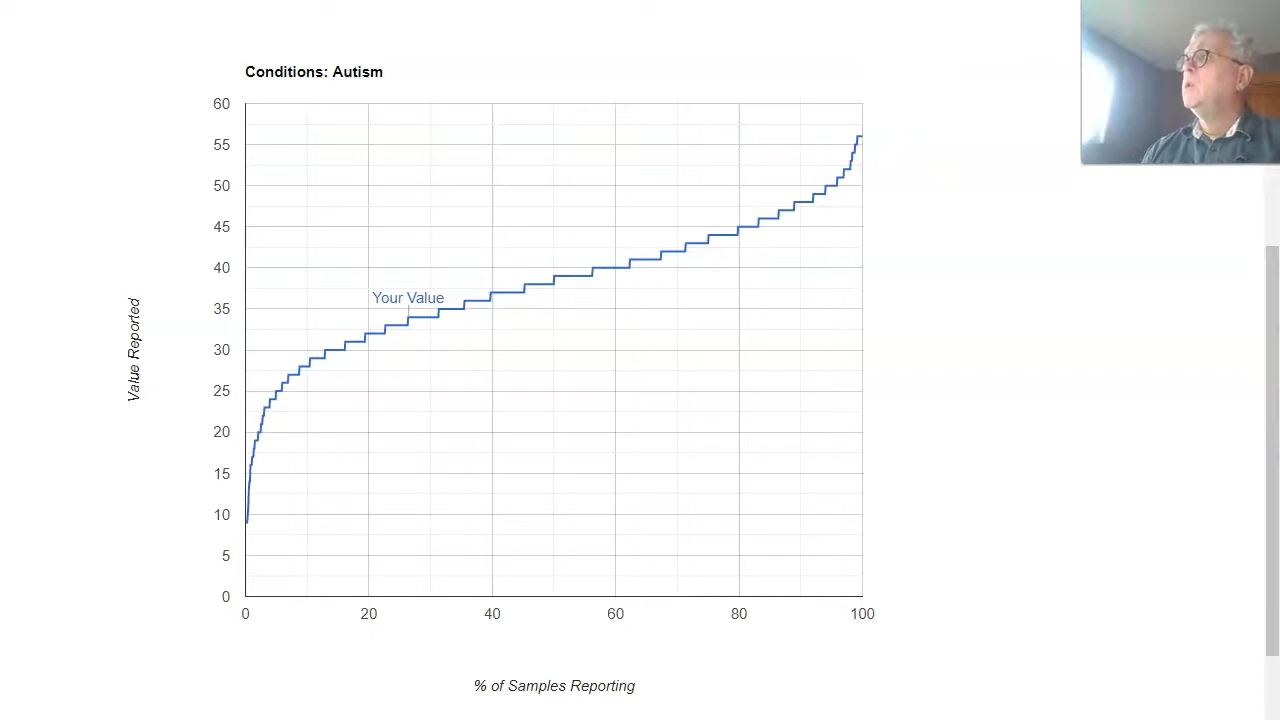 Conditions: Autism
60
55
50
45
40
35
30
25
20
15
10
5
0
Value Reported
Your Value
0 20 40 60 80 100
% of Samples Reporting